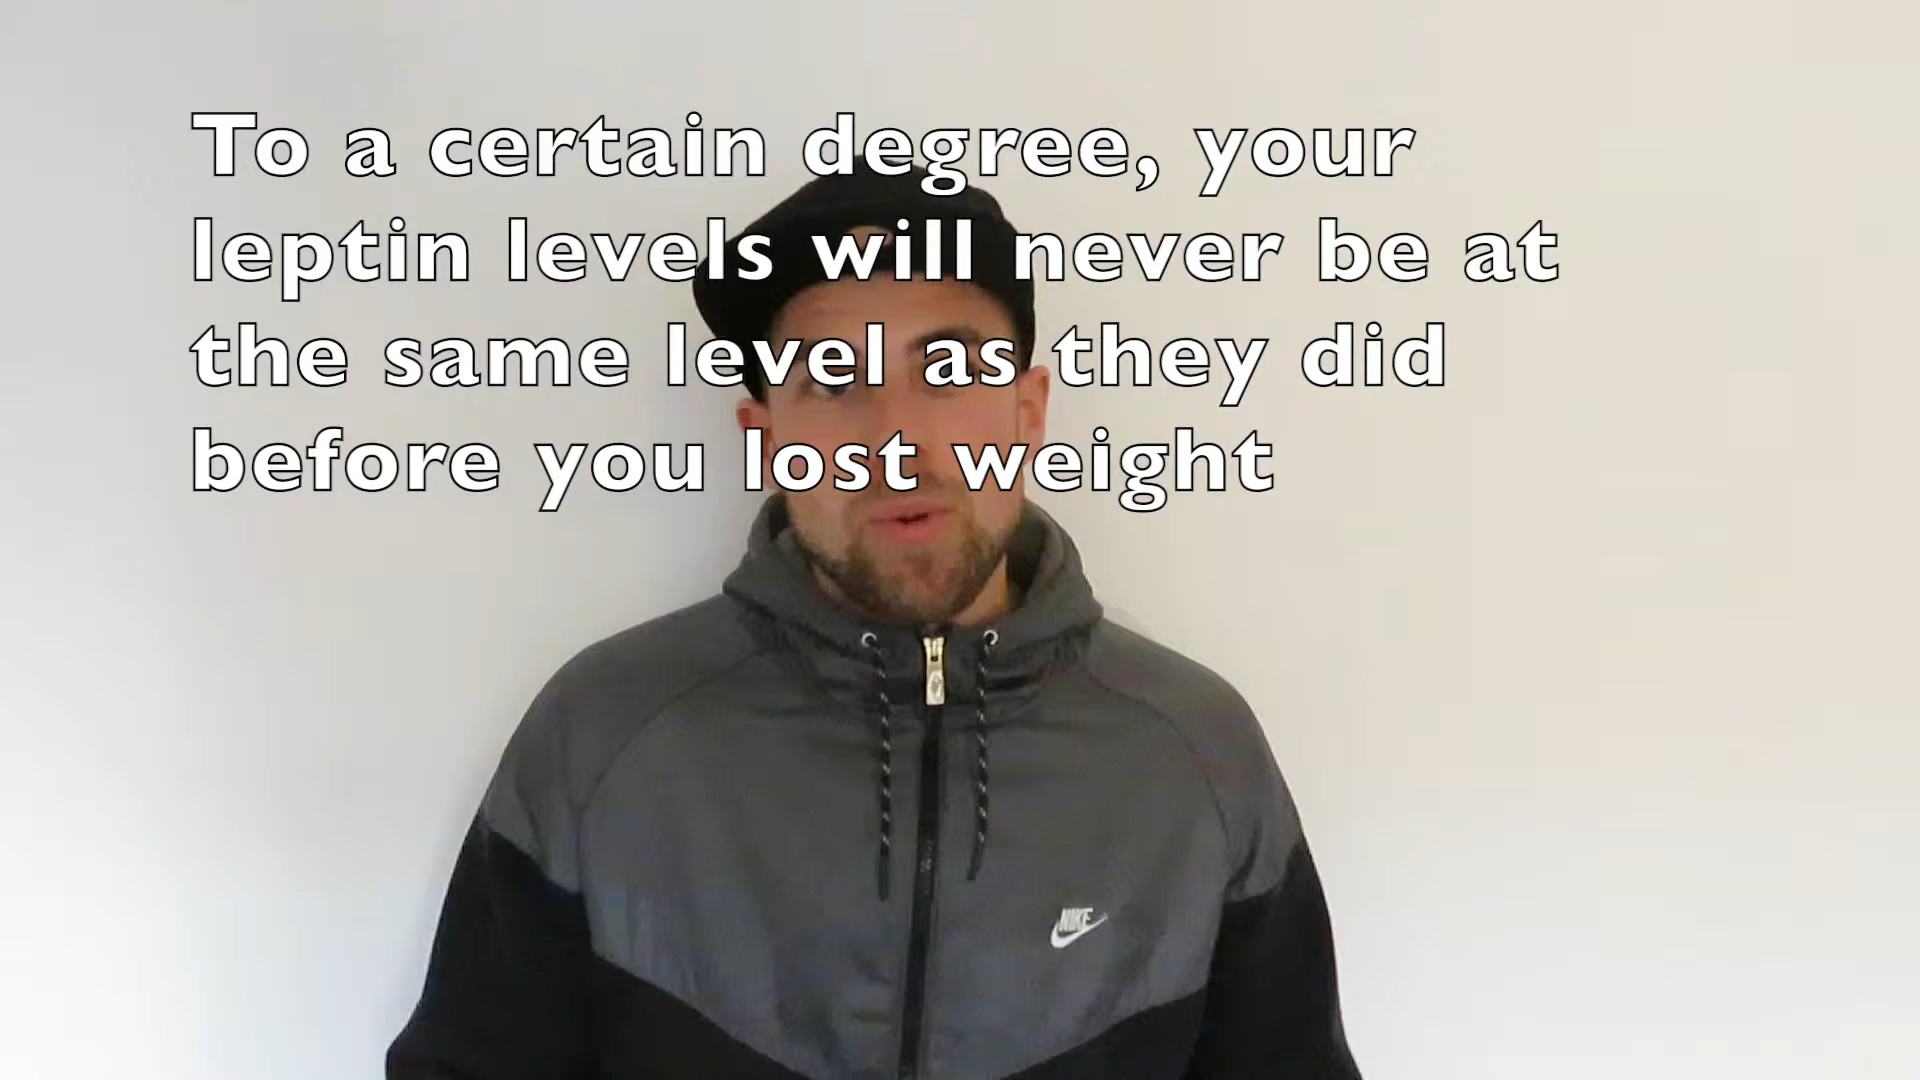 To a certain degree, your
leptin levels will never be at
the same level as they did
before you lost weight
NIKE